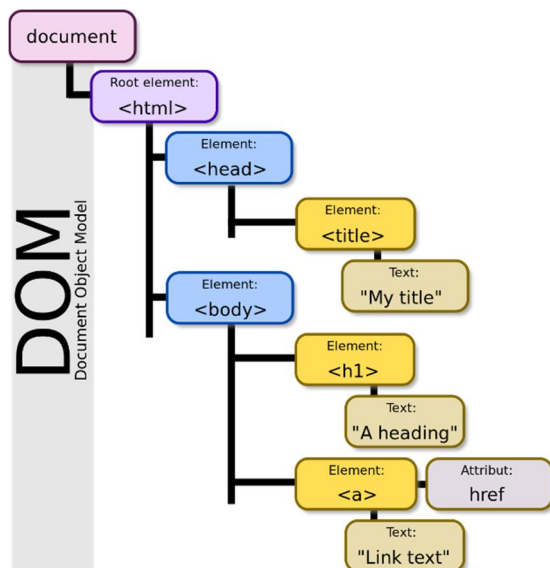 document
Root element:
<html>
Element:
<head>
Element:
<title>
Text:
"My title"
Element:
<body>
Element:
<h1>
Text:
"A heading"
Element:
<a>
Attribut:
href
Text:
"Link text"
DOM
Document Object Model